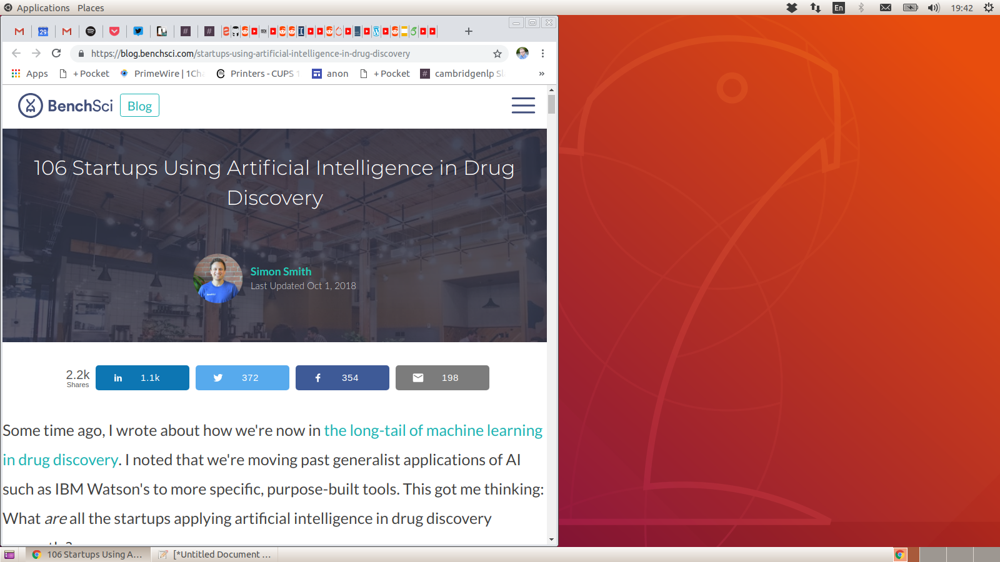 Applications Places
En
19:42
29
https://blog.benchsci.com/startups-using-artificial-intelligence-in-drug-discovery
Apps
+ Pocket
PrimeWire | 1Ch
Printers - CUPS 1
anon
+ Pocket
# cambridgenlp Sl
»
BenchSci Blog
106 Startups Using Artificial Intelligence in Drug
Discovery
Simon Smith
Last Updated Oct 1, 2018
2.2k
Shares
in 1.1k
372
f 354
198
Some time ago, I wrote about how we're now in the long-tail of machine learning
in drug discovery. I noted that we're moving past generalist applications of AI
such as IBM Watson's to more specific, purpose-built tools. This got me thinking:
What are all the startups applying artificial intelligence in drug discovery
106 Startups Using A...
[*Untitled Document ...